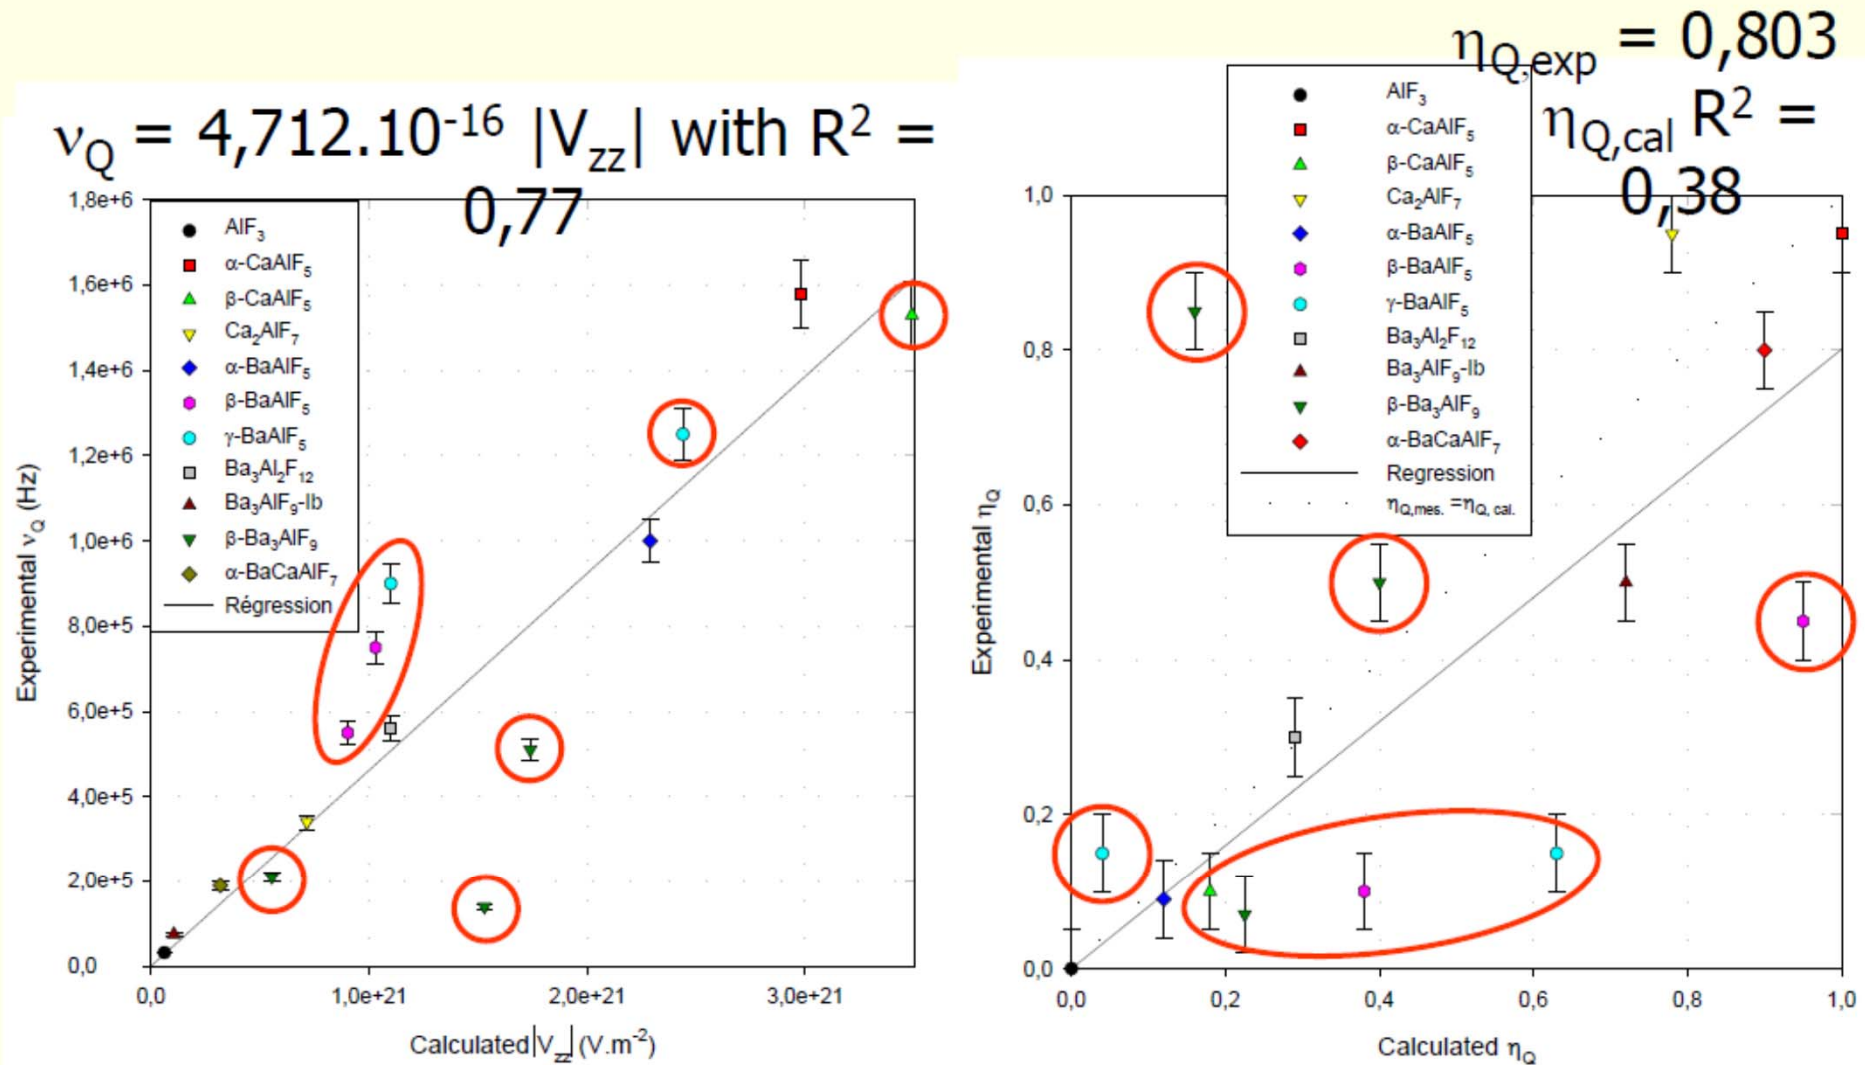 νQ = 4,712.10-16 |Vzz| with R2 =
0,77
1,8e+6
1,6e+6
1,4e+6
1,2e+6
1,0e+6
8,0e+5
6,0e+5
4,0e+5
2,0e+5
0,0
Experimental νQ (Hz)
AlF3
α-CaAlF5
β-CaAlF5
Ca2AlF7
α-BaAlF5
β-BaAlF5
γ-BaAlF5
Ba3Al2F12
Ba3AlF9-Ib
β-Ba3AlF9
α-BaCaAlF7
Régression
0,0 1,0e+21 2,0e+21 3,0e+21
Calculated |Vzz| (V.m-2)
ηQ,exp = 0,803
ηQ,cal R2 =
0,38
1,0
0,8
0,6
0,4
0,2
0,0
Experimental ηQ
AlF3
α-CaAlF5
β-CaAlF5
Ca2AlF7
α-BaAlF5
β-BaAlF5
γ-BaAlF5
Ba3Al2F12
Ba3AlF9-Ib
β-Ba3AlF9
α-BaCaAlF7
Regression
ηQ,mes. =ηQ, cal.
0,0 0,2 0,4 0,6 0,8 1,0
Calculated ηQ